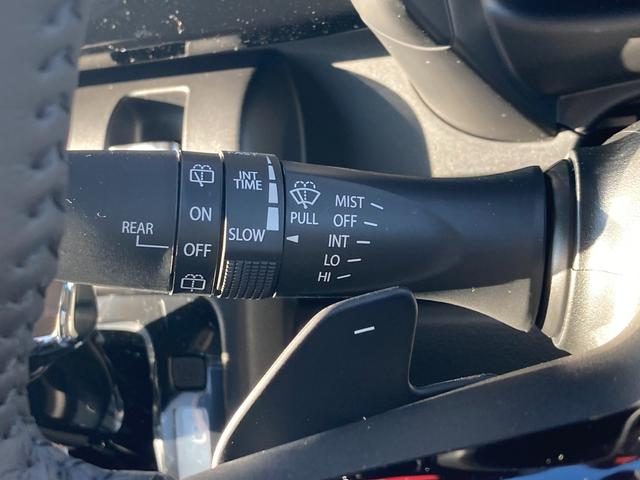 REAR
ON
OFF
INT
TIME
SLOW
PULL
MIST
OFF
INT
LO
HI